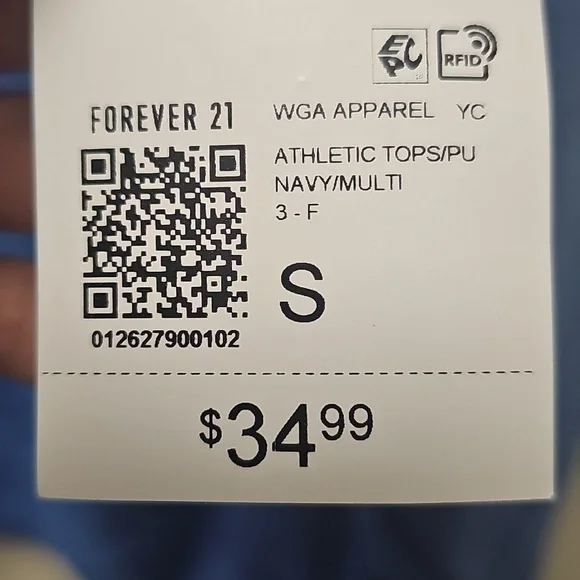 EPC
RFID
FOREVER 21
WGA APPAREL YC
ATHLETIC TOPS/PU
NAVY/MULTI
3 - F
S
012627900102
$34.99